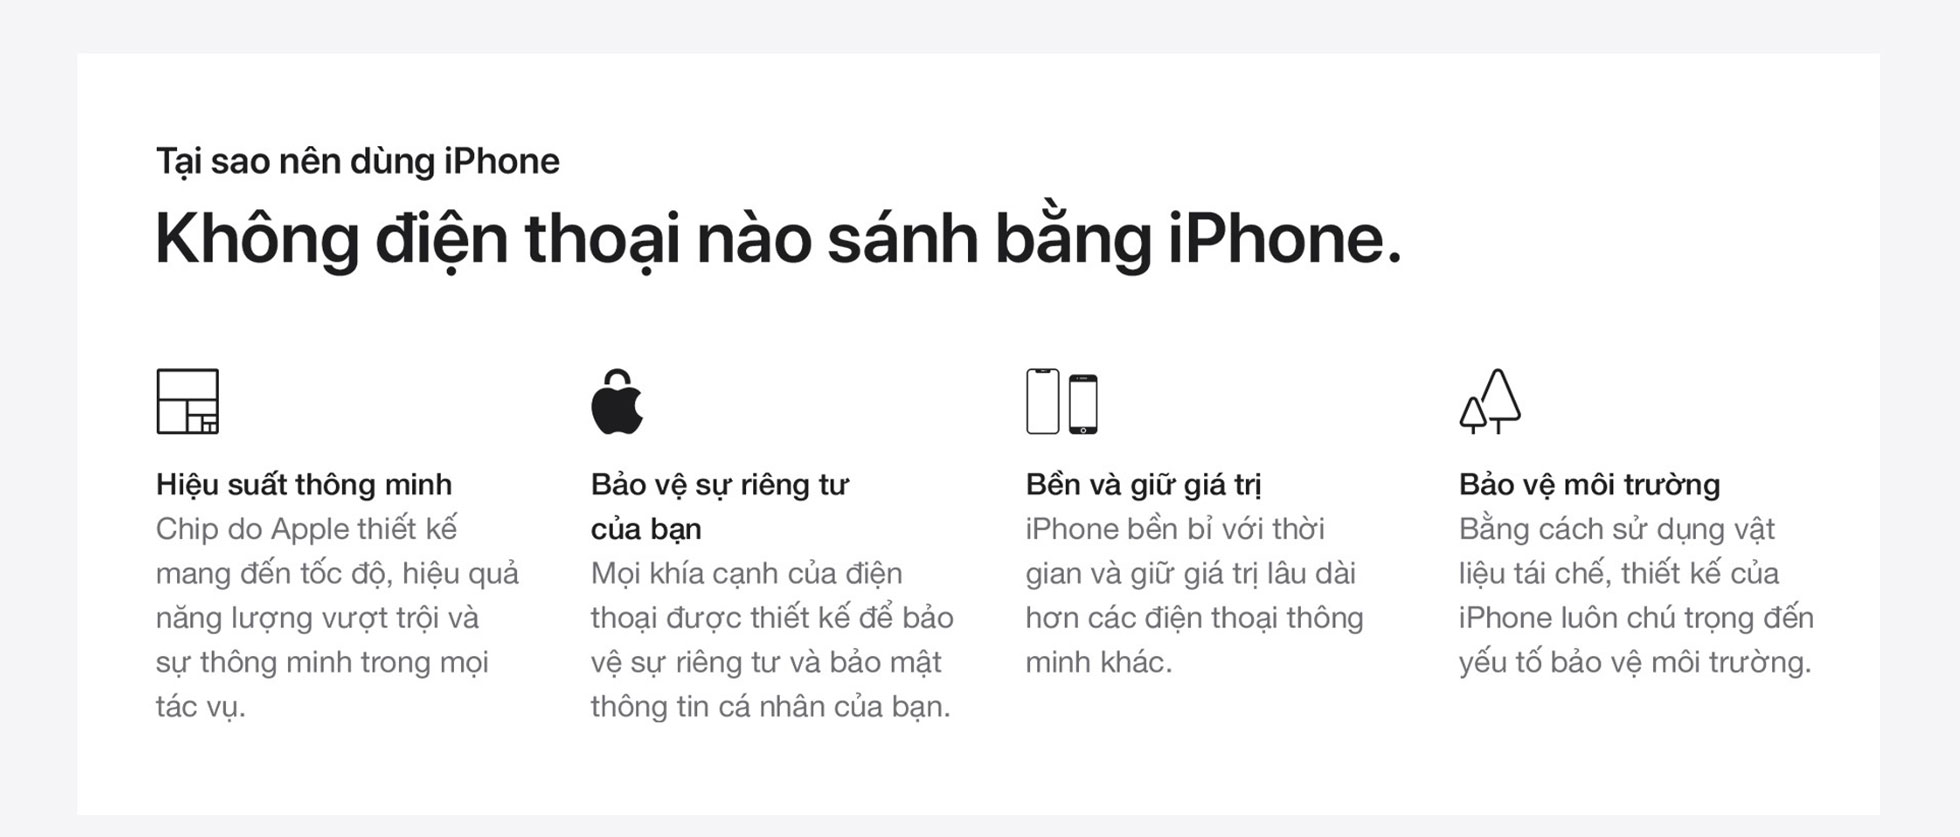 Tại sao nên dùng iPhone
Không điện thoại nào sánh bằng iPhone.
Hiệu suất thông minh
Chip do Apple thiết kế
mang đến tốc độ, hiệu quả
năng lượng vượt trội và
sự thông minh trong mọi
tác vụ.
Bảo vệ sự riêng tư
của bạn
Mọi khía cạnh của điện
thoại được thiết kế để bảo
vệ sự riêng tư và bảo mật
thông tin cá nhân của bạn.
Bền và giữ giá trị
iPhone bền bỉ với thời
gian và giữ giá trị lâu dài
hơn các điện thoại thông
minh khác.
Bảo vệ môi trường
Bằng cách sử dụng vật
liệu tái chế, thiết kế của
iPhone luôn chú trọng đến
yếu tố bảo vệ môi trường.